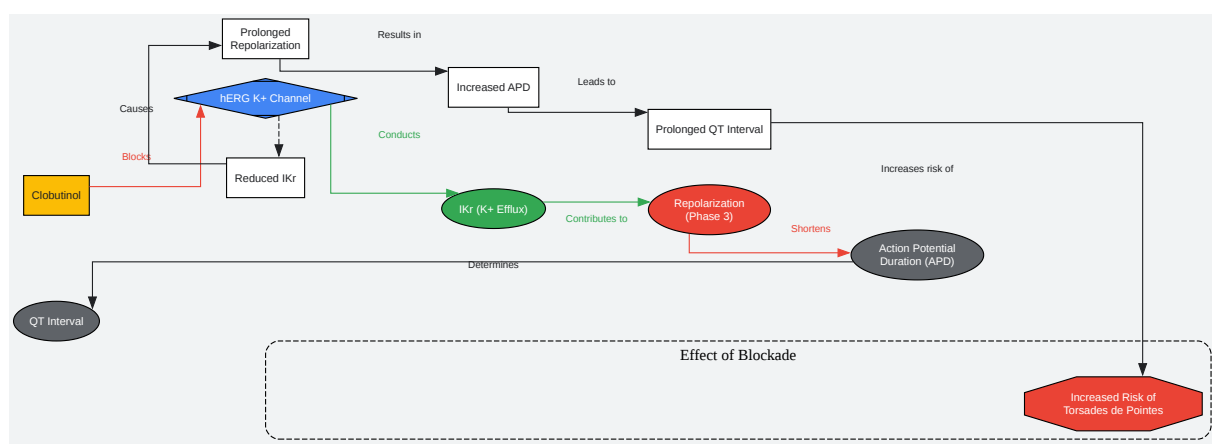 Prolonged
Repolarization
Results in
hERG K+ Channel
Increased APD
Leads to
Causes
Conducts
Prolonged QT Interval
Blocks
Reduced IKr
Increases risk of
Clobutinol
IKr (K+ Efflux)
Contributes to
Repolarization
(Phase 3)
Shortens
Action Potential
Duration (APD)
Determines
QT Interval
Effect of Blockade
Increased Risk of
Torsades de Pointes